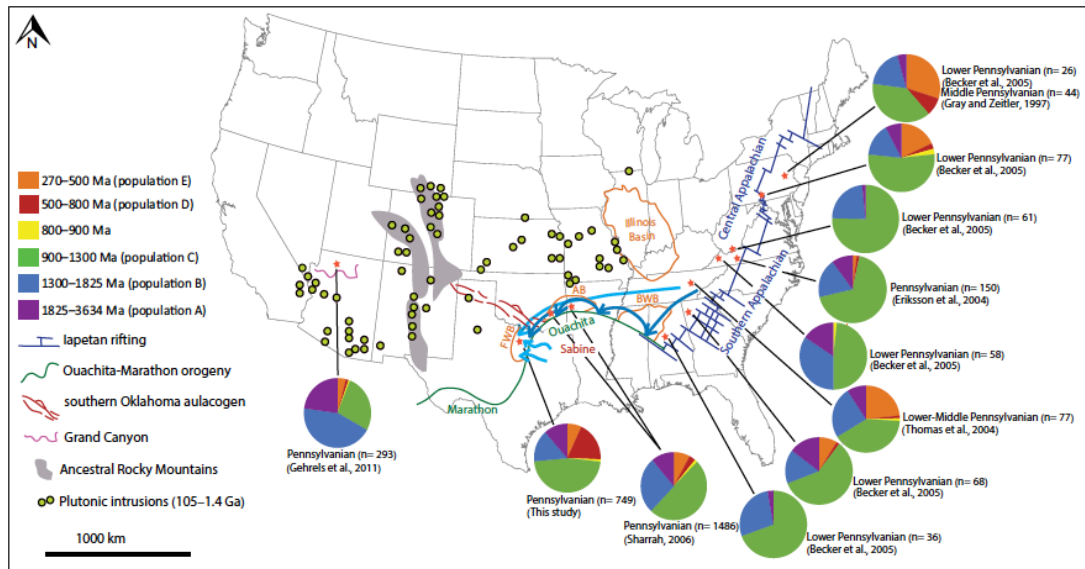 N
270–500 Ma (population E)
500–800 Ma (population D)
800–900 Ma
900–1300 Ma (population C)
1300–1825 Ma (population B)
1825–3634 Ma (population A)
Iapetan rifting
Ouachita-Marathon orogeny
southern Oklahoma aulacogen
Grand Canyon
Ancestral Rocky Mountains
Plutonic intrusions (105–1.4 Ga)
1000 km
Illinois
Basin
Central Appalachian
Southern Appalachian
AB
BWB
FWB
Ouachita
Sabine
Marathon
Lower Pennsylvanian (n= 26)
(Becker et al., 2005)
Middle Pennsylvanian (n= 44)
(Gray and Zeitler, 1997)
Lower Pennsylvanian (n= 77)
(Becker et al., 2005)
Lower Pennsylvanian (n= 61)
(Becker et al., 2005)
Pennsylvanian (n= 150)
(Eriksson et al., 2004)
Lower Pennsylvanian (n= 58)
(Becker et al., 2005)
Lower-Middle Pennsylvanian (n= 77)
(Thomas et al., 2004)
Lower Pennsylvanian (n= 68)
(Becker et al., 2005)
Lower Pennsylvanian (n= 36)
(Becker et al., 2005)
Pennsylvanian (n= 1486)
(Sharrah, 2006)
Pennsylvanian (n= 749)
(This study)
Pennsylvanian (n= 293)
(Gehrels et al., 2011)